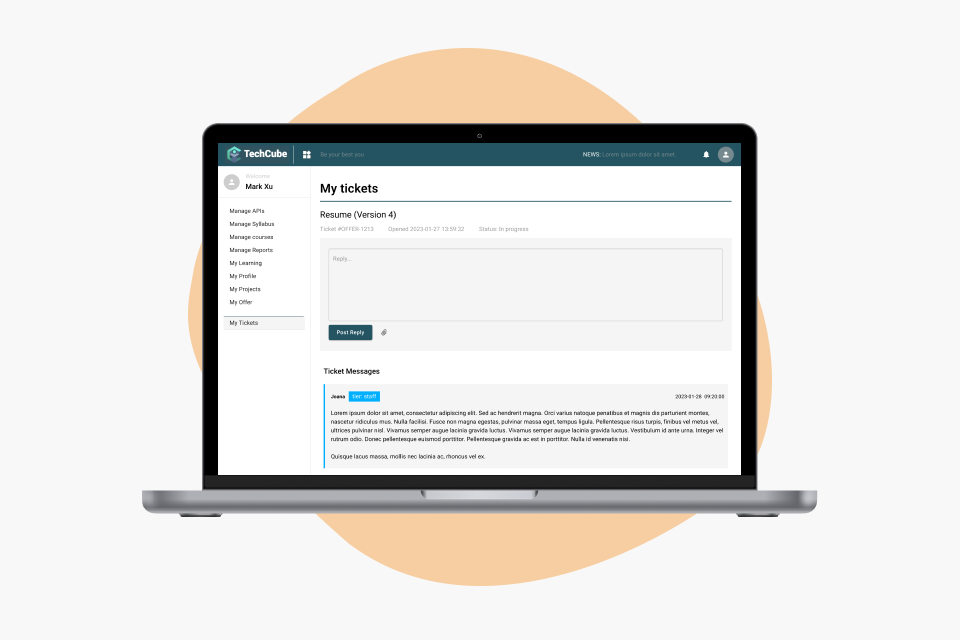 TechCube
Be your best you
NEWS: Lorem ipsum dolor sit amet.
Welcome
Mark Xu
Manage APIs
Manage Syllabus
Manage courses
Manage Reports
My Learning
My Profile
My Projects
My Offer
My Tickets
My tickets
Resume (Version 4)
Ticket #OFFER-1213 Opened 2023-01-27 13:59:32 Status: In progress
Reply...
Post Reply
Ticket Messages
Joana tier: staff 2023-01-28 09:20:00
Lorem ipsum dolor sit amet, consectetur adipiscing elit. Sed ac hendrerit magna. Orci varius natoque penatibus et magnis dis parturient montes,
nascetur ridiculus mus. Nulla facilisi. Fusce non magna egestas, pulvinar massa eget, tempus ligula. Pellentesque risus turpis, finibus vel metus vel,
ultrices pulvinar nisl. Vivamus semper augue lacinia gravida luctus. Vivamus semper augue lacinia gravida luctus. Vestibulum id ante urna. Integer vel
rutrum odio. Donec pellentesque euismod porttitor. Pellentesque gravida ac est in porttitor. Nulla id venenatis nisi.
Quisque lacus massa, mollis nec lacinia ac, rhoncus vel ex.